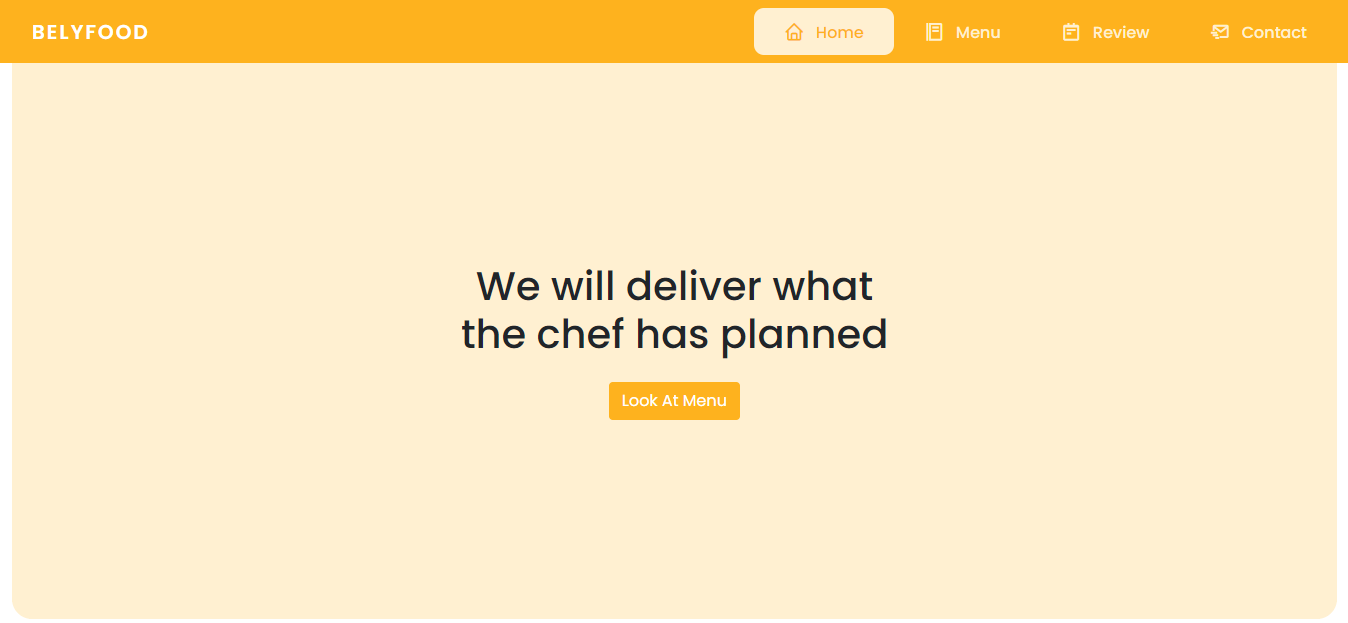 BELYFOOD
Home
Menu
Review
Contact
We will deliver what
the chef has planned
Look At Menu